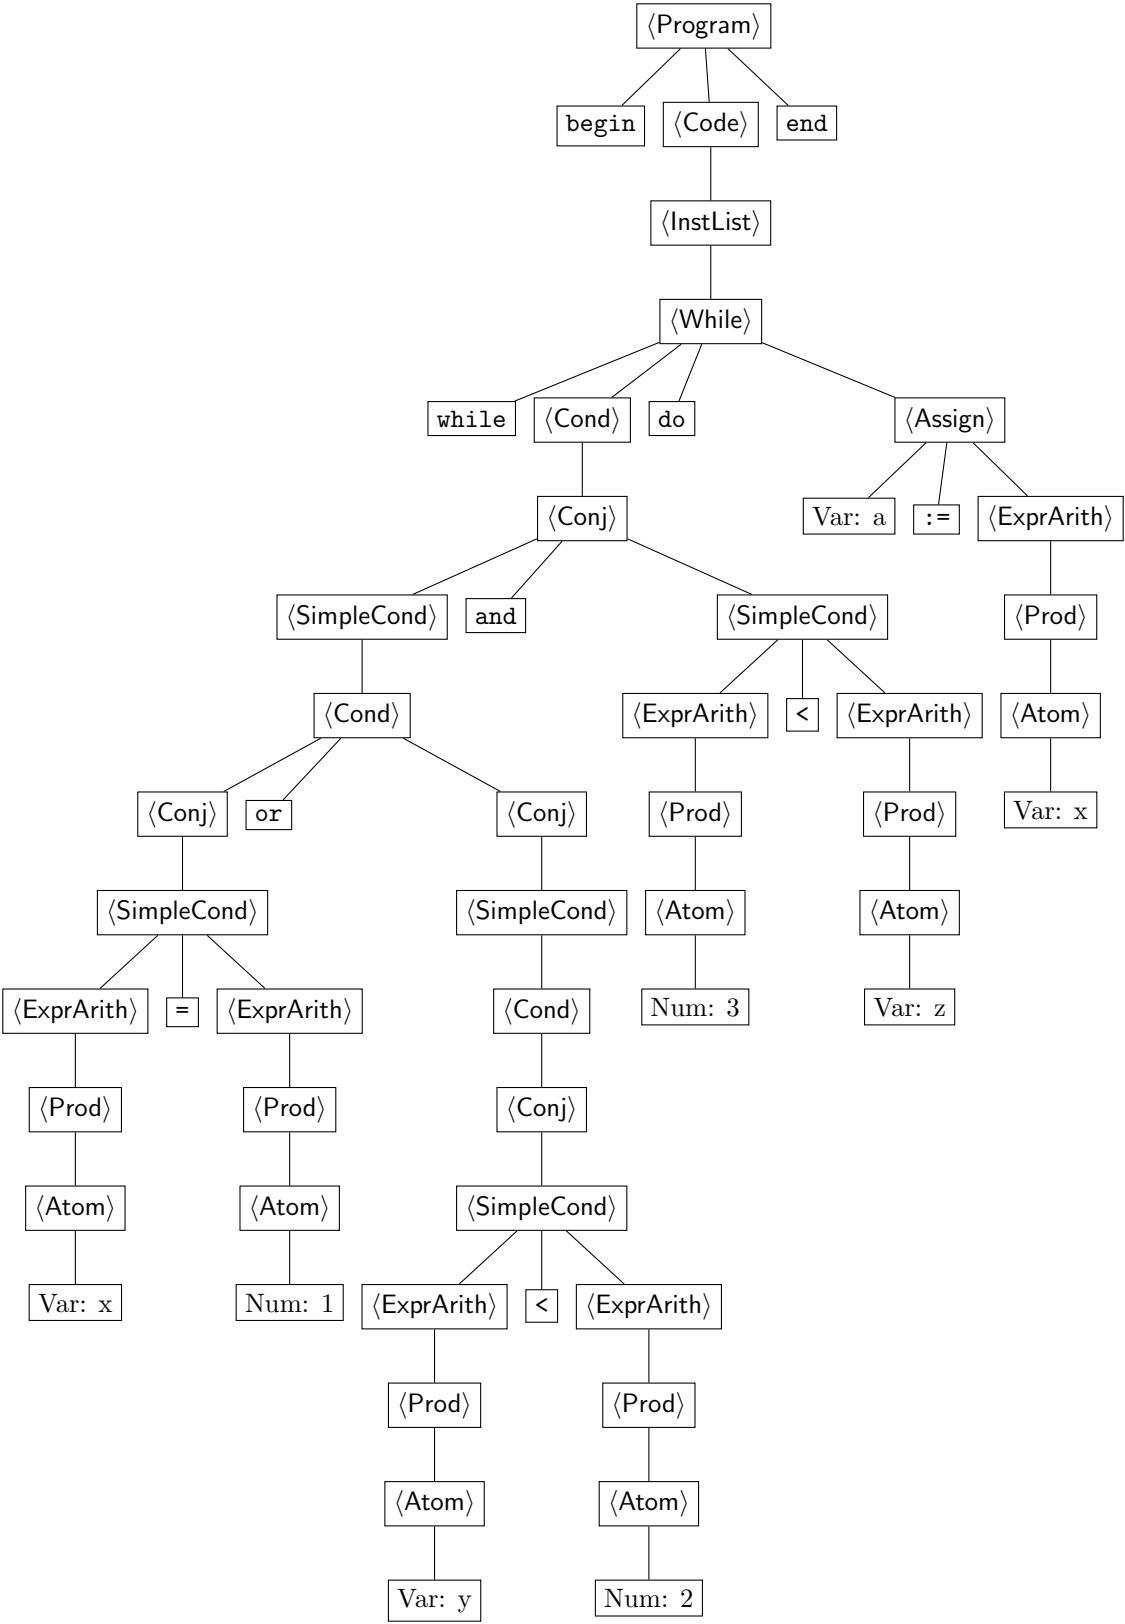 ⟨Program⟩
begin ⟨Code⟩ end
⟨InstList⟩
⟨While⟩
while ⟨Cond⟩ do ⟨Assign⟩
⟨Conj⟩ Var: a := ⟨ExprArith⟩
⟨SimpleCond⟩ and ⟨SimpleCond⟩ ⟨Prod⟩
⟨Cond⟩ ⟨ExprArith⟩ < ⟨ExprArith⟩ ⟨Atom⟩
⟨Conj⟩ or ⟨Conj⟩ ⟨Prod⟩ ⟨Prod⟩ Var: x
⟨SimpleCond⟩ ⟨SimpleCond⟩ ⟨Atom⟩ ⟨Atom⟩
⟨ExprArith⟩ = ⟨ExprArith⟩ ⟨Cond⟩ Num: 3 Var: z
⟨Prod⟩ ⟨Prod⟩ ⟨Conj⟩
⟨Atom⟩ ⟨Atom⟩ ⟨SimpleCond⟩
Var: x Num: 1 ⟨ExprArith⟩ < ⟨ExprArith⟩
⟨Prod⟩ ⟨Prod⟩
⟨Atom⟩ ⟨Atom⟩
Var: y Num: 2